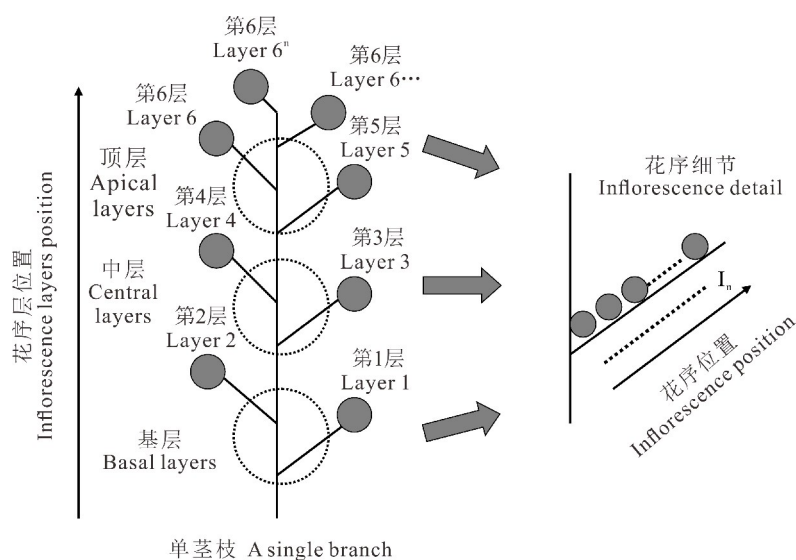 第6层
Layer 6ⁿ
第6层
Layer 6···
第6层
Layer 6
第5层
Layer 5
顶层
Apical
layers
第4层
Layer 4
第3层
Layer 3
中层
Central
layers
第2层
Layer 2
第1层
Layer 1
基层
Basal layers
花序层位置
Inflorescence layers position
单茎枝 A single branch
花序细节
Inflorescence detail
Iₙ
花序位置
Inflorescence position